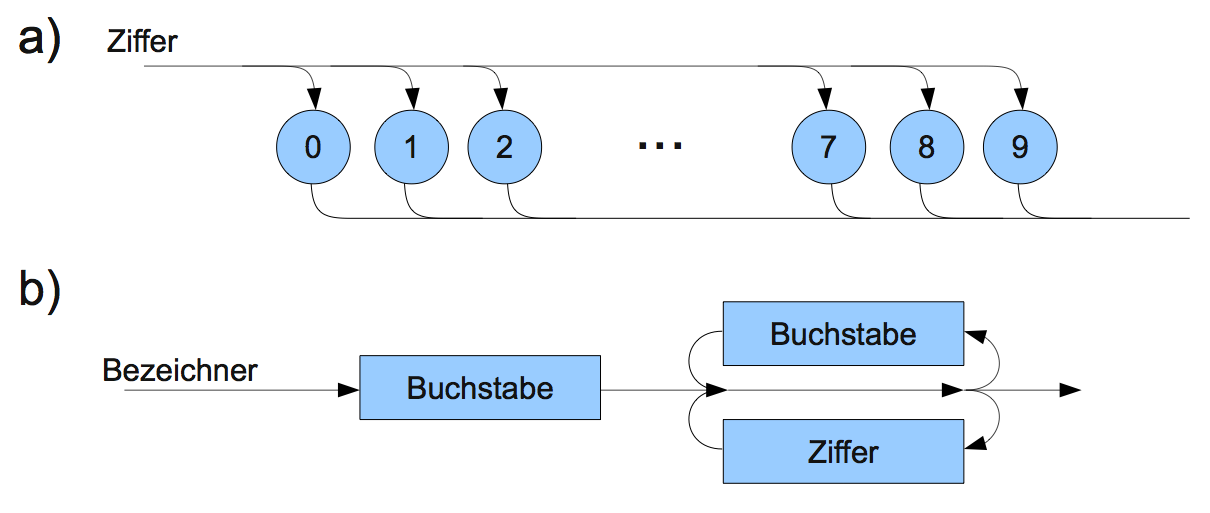 a) Ziffer
0 1 2 ... 7 8 9
b)
Buchstabe
Bezeichner
Buchstabe
Ziffer